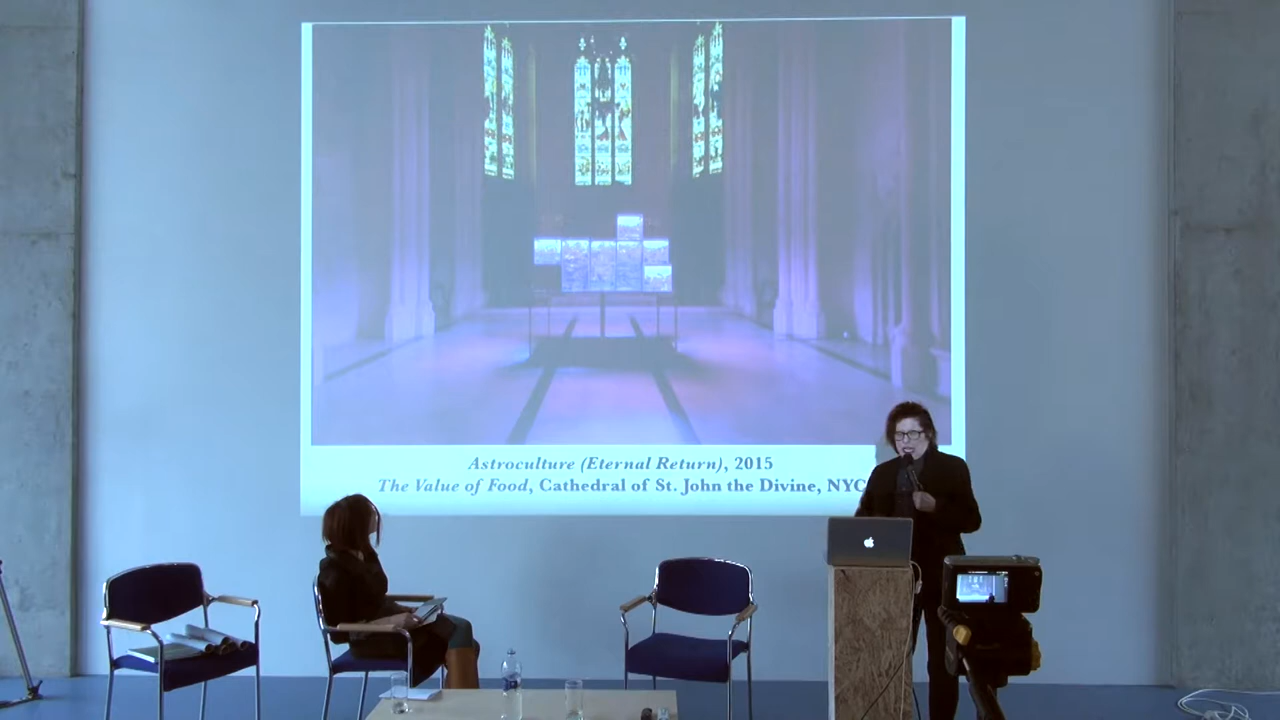 Astroculture (Eternal Return), 2015
The Value of Food, Cathedral of St. John the Divine, NYC